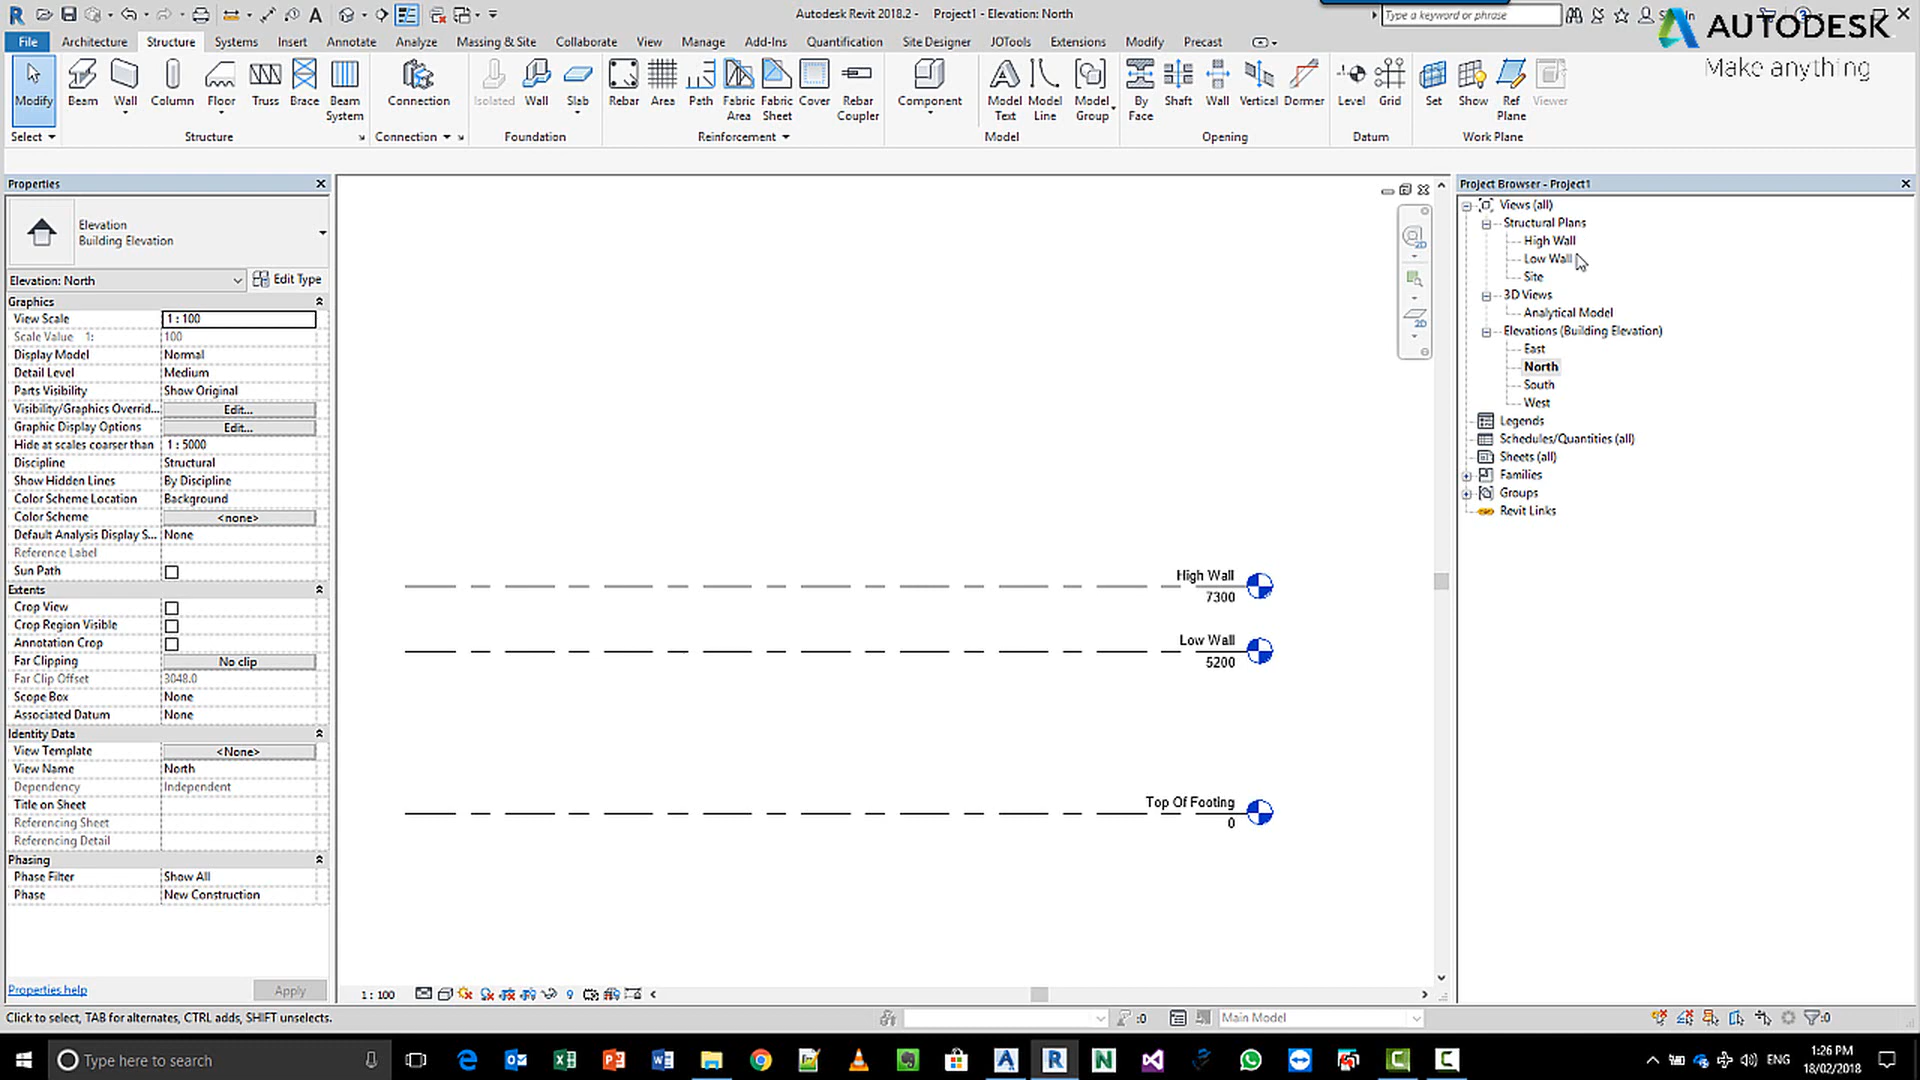 Autodesk Revit 2018.2 - Project1 - Elevation: North
Type a keyword or phrase
AUTODESK
Make anything
File Architecture Structure Systems Insert Annotate Analyze Massing & Site Collaborate View Manage Add-Ins Quantification Site Designer JOTools Extensions Modify Precast
Modify Beam Wall Column Floor Truss Brace Beam System Connection Isolated Wall Slab Rebar Area Path Fabric Area Fabric Sheet Cover Rebar Coupler Component Model Text Model Line Model Group By Face Shaft Wall Vertical Dormer Level Grid Set Show Ref Plane Viewer
Select Structure Connection Foundation Reinforcement Model Opening Datum Work Plane
Properties
Elevation
Building Elevation
Elevation: North Edit Type
Graphics
View Scale 1 : 100
Scale Value 1: 100
Display Model Normal
Detail Level Medium
Parts Visibility Show Original
Visibility/Graphics Overrid... Edit...
Graphic Display Options Edit...
Hide at scales coarser than 1 : 5000
Discipline Structural
Show Hidden Lines By Discipline
Color Scheme Location Background
Color Scheme <none>
Default Analysis Display S... None
Reference Label
Sun Path
Extents
Crop View
Crop Region Visible
Annotation Crop
Far Clipping No clip
Far Clip Offset 3048.0
Scope Box None
Associated Datum None
Identity Data
View Template <None>
View Name North
Dependency Independent
Title on Sheet
Referencing Sheet
Referencing Detail
Phasing
Phase Filter Show All
Phase New Construction
Properties help Apply
2D
2D
High Wall
7300
Low Wall
5200
Top Of Footing
0
1 : 100
Project Browser - Project1
Views (all)
Structural Plans
High Wall
Low Wall
Site
3D Views
Analytical Model
Elevations (Building Elevation)
East
North
South
West
Legends
Schedules/Quantities (all)
Sheets (all)
Families
Groups
Revit Links
Click to select, TAB for alternates, CTRL adds, SHIFT unselects.
:0
Main Model
:0
Type here to search
ENG
1:26 PM
18/02/2018